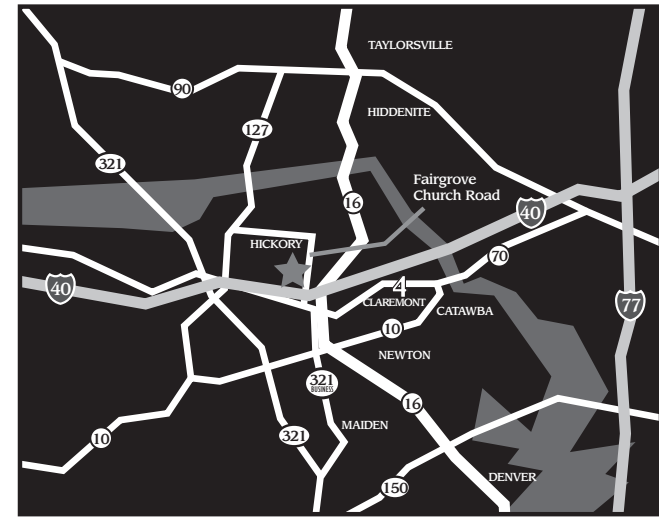 TAYLORSVILLE
90
HIDDENITE
127
321
Fairgrove
Church Road
16
40
HICKORY
70
40
4
CLAREMONT
CATAWBA
77
10
NEWTON
321
BUSINESS
16
MAIDEN
321
10
DENVER
150